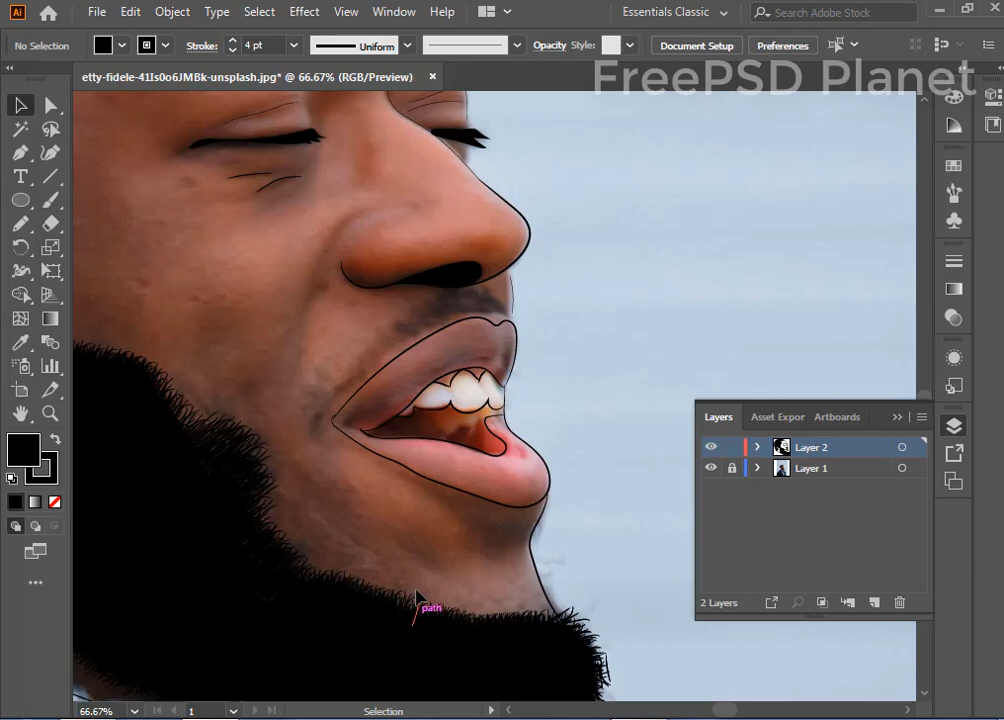 Ai
File Edit Object Type Select Effect View Window Help
Essentials Classic
Search Adobe Stock
No Selection
Stroke:
4 pt
Uniform
Opacity
Style:
Document Setup
Preferences
etty-fidele-41Is0o6JMBk-unsplash.jpg* @ 66.67% (RGB/Preview)
FreePSD Planet
Layers
Asset Expor
Artboards
Layer 2
Layer 1
2 Layers
path
66.67%
1
Selection